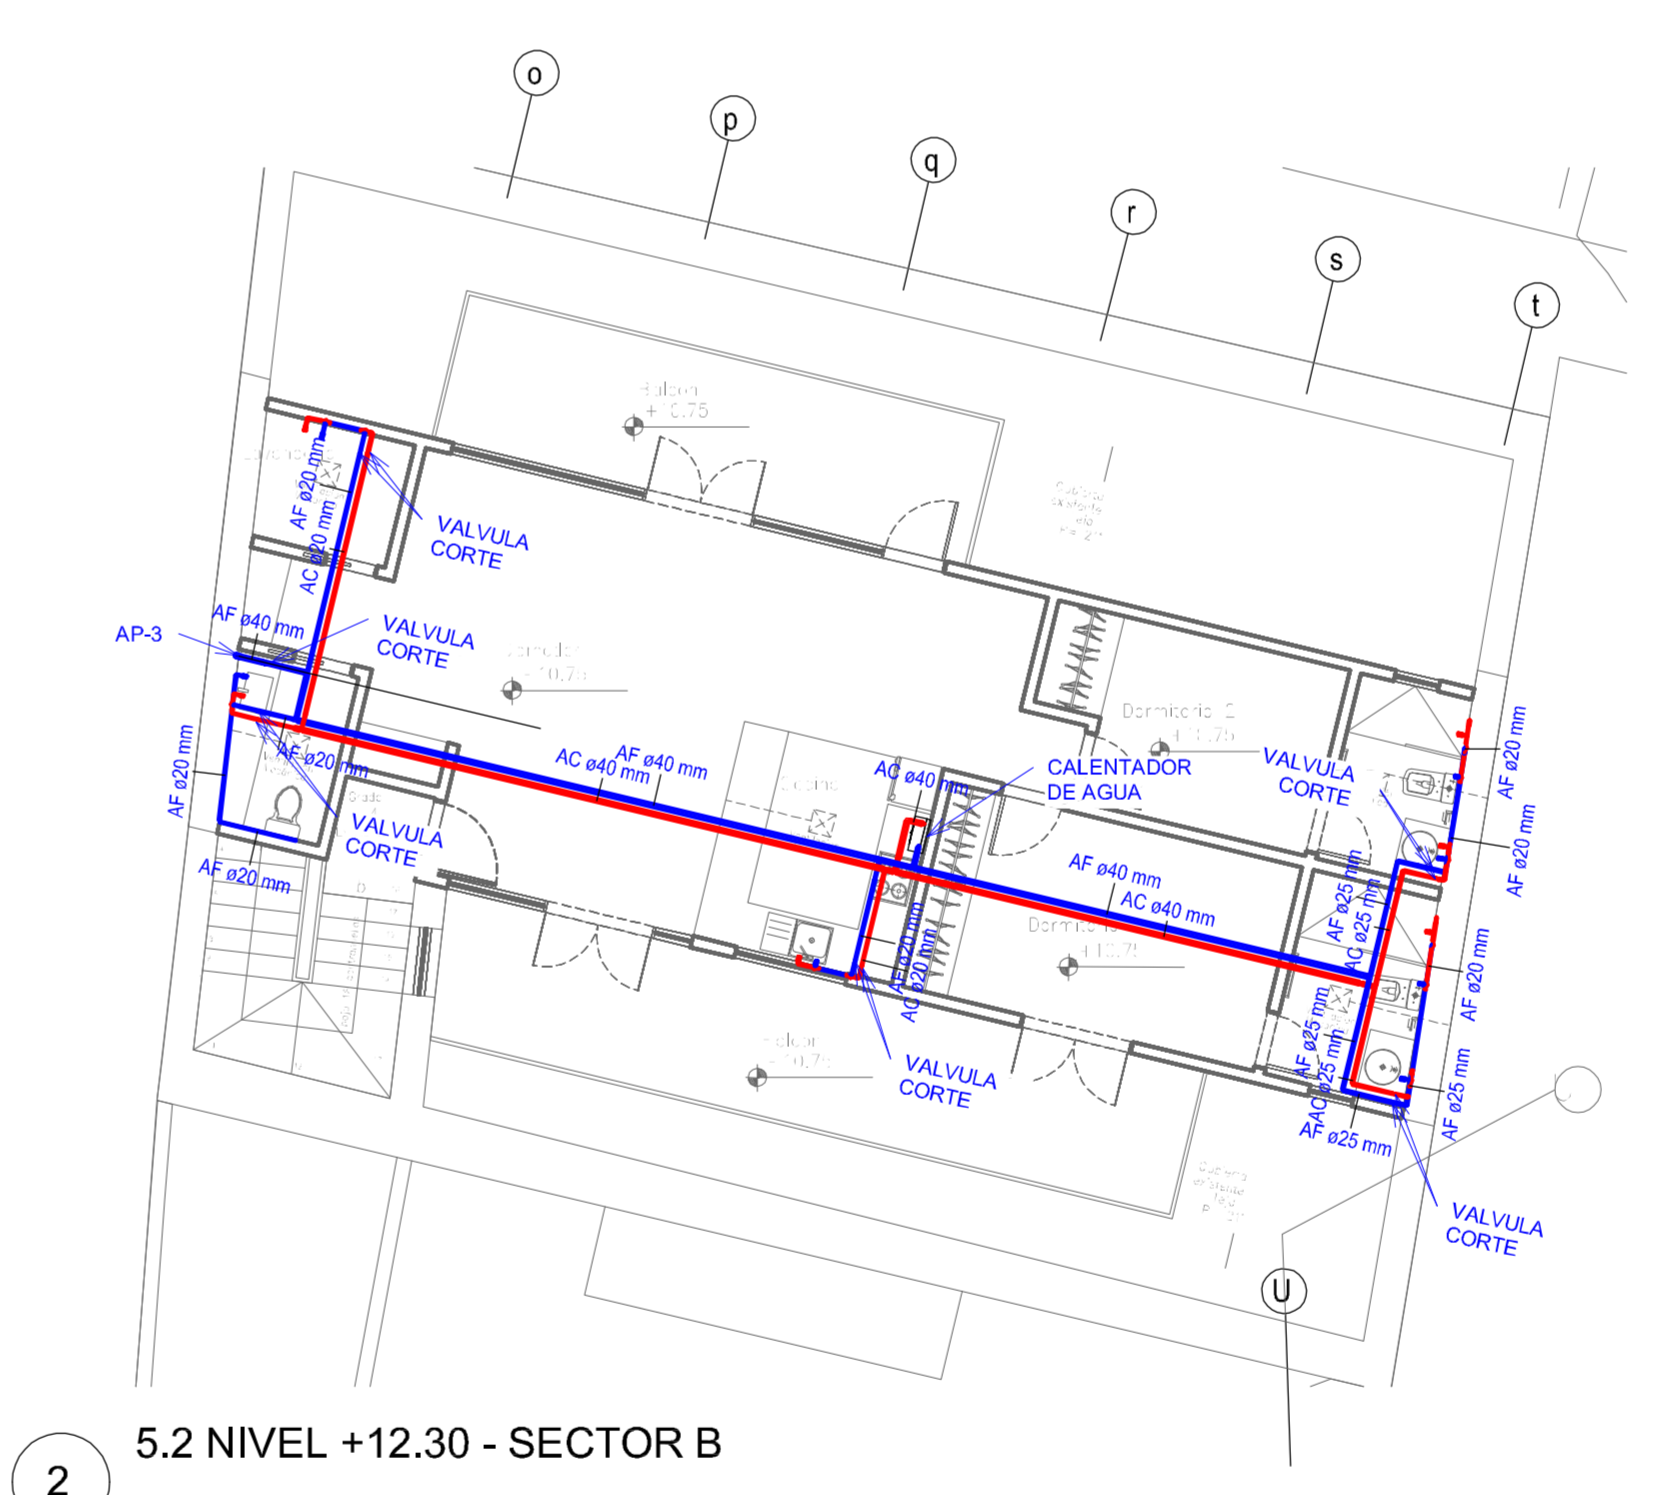 o
p
q
r
s
t
AF ø20 mm
AC ø20 mm
VALVULA
CORTE
AP-3
AF ø40 mm
VALVULA
CORTE
AF ø20 mm
AF ø20 mm
VALVULA
CORTE
AF ø20 mm
AC ø40 mm
AF ø40 mm
AC ø40 mm
CALENTADOR
DE AGUA
Dormitorio 2
VALVULA
CORTE
AF ø20 mm
AF ø20 mm
AF ø40 mm
AC ø40 mm
AF ø25 mm
AC ø25 mm
AF ø20 mm
AC ø20 mm
VALVULA
CORTE
AF ø20 mm
AF ø25 mm
AC ø25 mm
AF ø25 mm
AF ø25 mm
VALVULA
CORTE
U
5.2 NIVEL +12.30 - SECTOR B
2